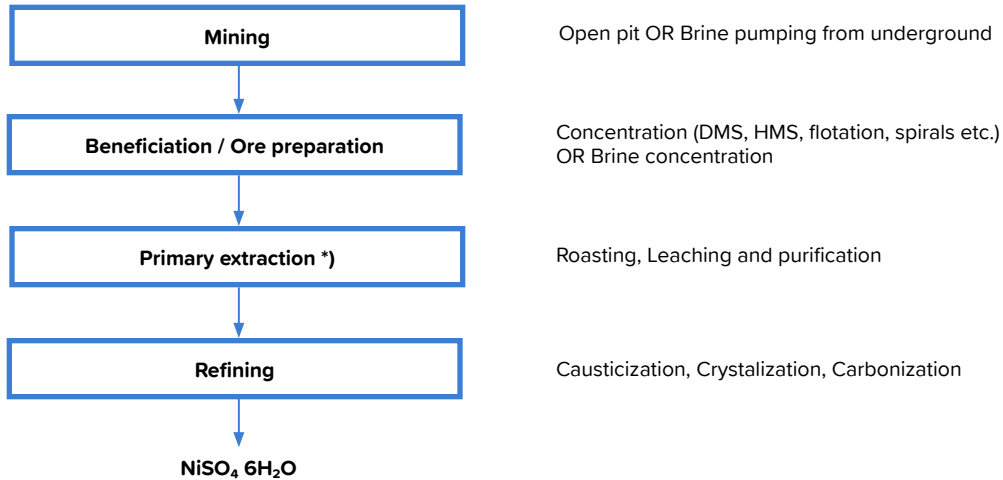 Mining
Open pit OR Brine pumping from underground
Beneficiation / Ore preparation
Concentration (DMS, HMS, flotation, spirals etc.)
OR Brine concentration
Primary extraction *)
Roasting, Leaching and purification
Refining
Causticization, Crystalization, Carbonization
NiSO₄ 6H₂O